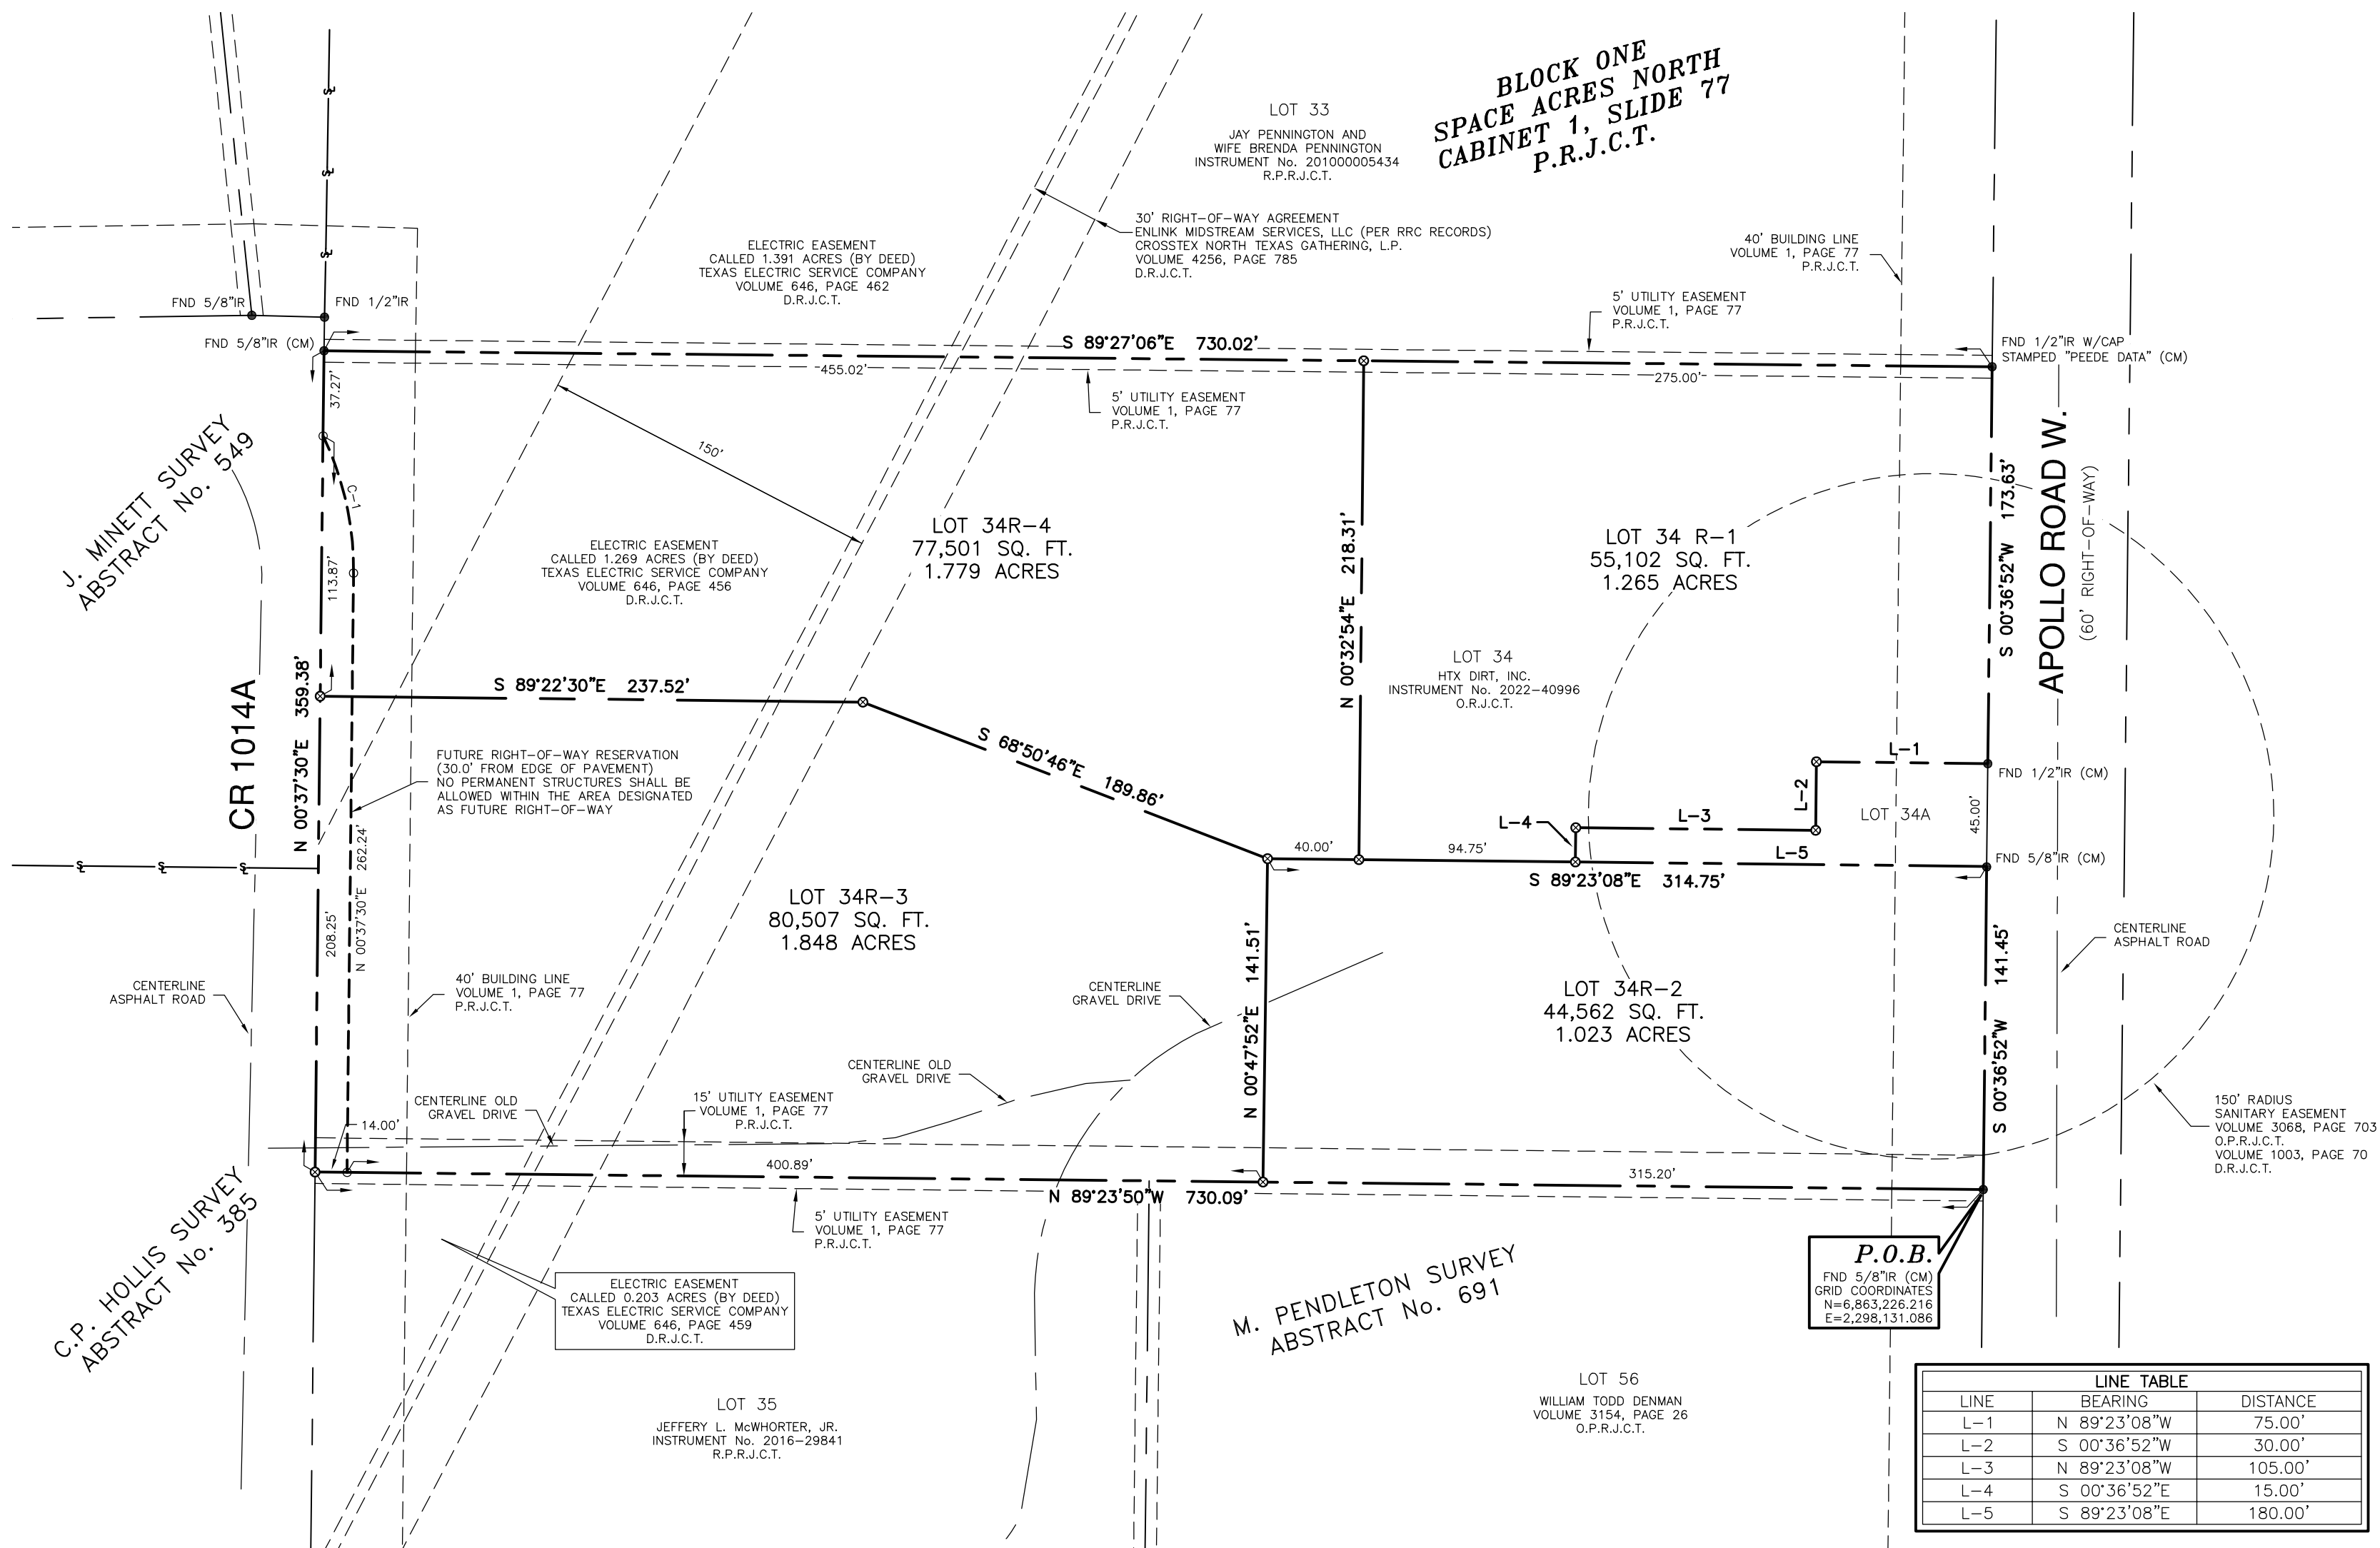 BLOCK ONE
SPACE ACRES NORTH
CABINET 1, SLIDE 77
P.R.J.C.T.
LOT 33
JAY PENNINGTON AND
WIFE BRENDA PENNINGTON
INSTRUMENT No. 201000005434
R.P.R.J.C.T.
30' RIGHT-OF-WAY AGREEMENT
ENLINK MIDSTREAM SERVICES, LLC (PER RRC RECORDS)
CROSSTEX NORTH TEXAS GATHERING, L.P.
VOLUME 4256, PAGE 785
D.R.J.C.T.
ELECTRIC EASEMENT
CALLED 1.391 ACRES (BY DEED)
TEXAS ELECTRIC SERVICE COMPANY
VOLUME 646, PAGE 462
D.R.J.C.T.
40' BUILDING LINE
VOLUME 1, PAGE 77
P.R.J.C.T.
5' UTILITY EASEMENT
VOLUME 1, PAGE 77
P.R.J.C.T.
FND 5/8"IR
FND 1/2"IR
FND 5/8"IR (CM)
S 89°27'06"E 730.02'
FND 1/2"IR W/CAP
STAMPED "PEEDE DATA" (CM)
455.02'
275.00'
5' UTILITY EASEMENT
VOLUME 1, PAGE 77
P.R.J.C.T.
37.27'
150'
J. MINETT SURVEY
ABSTRACT No. 549
C-1
113.87'
ELECTRIC EASEMENT
CALLED 1.269 ACRES (BY DEED)
TEXAS ELECTRIC SERVICE COMPANY
VOLUME 646, PAGE 456
D.R.J.C.T.
LOT 34R-4
77,501 SQ. FT.
1.779 ACRES
N 00°32'54"E 218.31'
LOT 34 R-1
55,102 SQ. FT.
1.265 ACRES
S 00°36'52"W 173.63'
APOLLO ROAD W.
(60' RIGHT-OF-WAY)
LOT 34
HTX DIRT, INC.
INSTRUMENT No. 2022-40996
O.R.J.C.T.
CR 1014A
N 00°37'30"E 359.38'
S 89°22'30"E 237.52'
S 68°50'46"E 189.86'
FUTURE RIGHT-OF-WAY RESERVATION
(30.0' FROM EDGE OF PAVEMENT)
NO PERMANENT STRUCTURES SHALL BE
ALLOWED WITHIN THE AREA DESIGNATED
AS FUTURE RIGHT-OF-WAY
L-1
L-2
L-3
L-4
L-5
FND 1/2"IR (CM)
LOT 34A
45.00'
FND 5/8"IR (CM)
40.00'
94.75'
S 89°23'08"E 314.75'
208.25'
N 00°37'30"E 262.24'
LOT 34R-3
80,507 SQ. FT.
1.848 ACRES
N 00°47'52"E 141.51'
LOT 34R-2
44,562 SQ. FT.
1.023 ACRES
S 00°36'52"W 141.45'
CENTERLINE
ASPHALT ROAD
CENTERLINE
ASPHALT ROAD
40' BUILDING LINE
VOLUME 1, PAGE 77
P.R.J.C.T.
CENTERLINE
GRAVEL DRIVE
CENTERLINE OLD
GRAVEL DRIVE
CENTERLINE OLD
GRAVEL DRIVE
15' UTILITY EASEMENT
VOLUME 1, PAGE 77
P.R.J.C.T.
150' RADIUS
SANITARY EASEMENT
VOLUME 3068, PAGE 703
O.P.R.J.C.T.
VOLUME 1003, PAGE 70
D.R.J.C.T.
14.00'
400.89'
315.20'
N 89°23'50"W 730.09'
5' UTILITY EASEMENT
VOLUME 1, PAGE 77
P.R.J.C.T.
C.P. HOLLIS SURVEY
ABSTRACT No. 385
ELECTRIC EASEMENT
CALLED 0.203 ACRES (BY DEED)
TEXAS ELECTRIC SERVICE COMPANY
VOLUME 646, PAGE 459
D.R.J.C.T.
M. PENDLETON SURVEY
ABSTRACT No. 691
P.O.B.
FND 5/8"IR (CM)
GRID COORDINATES
N=6,863,226.216
E=2,298,131.086
LOT 35
JEFFERY L. McWHORTER, JR.
INSTRUMENT No. 2016-29841
R.P.R.J.C.T.
LOT 56
WILLIAM TODD DENMAN
VOLUME 3154, PAGE 26
O.P.R.J.C.T.
LINE TABLE
LINE BEARING DISTANCE
L-1 N 89°23'08"W 75.00'
L-2 S 00°36'52"W 30.00'
L-3 N 89°23'08"W 105.00'
L-4 S 00°36'52"E 15.00'
L-5 S 89°23'08"E 180.00'